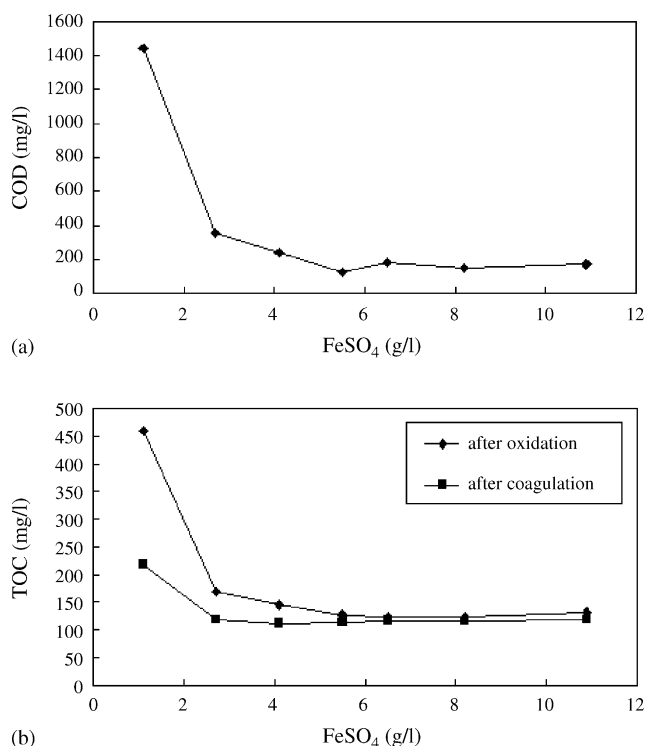 1600
1400
1200
1000
800
600
400
200
0
COD (mg/l)
0 2 4 6 8 10 12
FeSO4 (g/l)
(a)
500
450
400
350
300
250
200
150
100
50
0
TOC (mg/l)
after oxidation
after coagulation
0 2 4 6 8 10 12
FeSO4 (g/l)
(b)